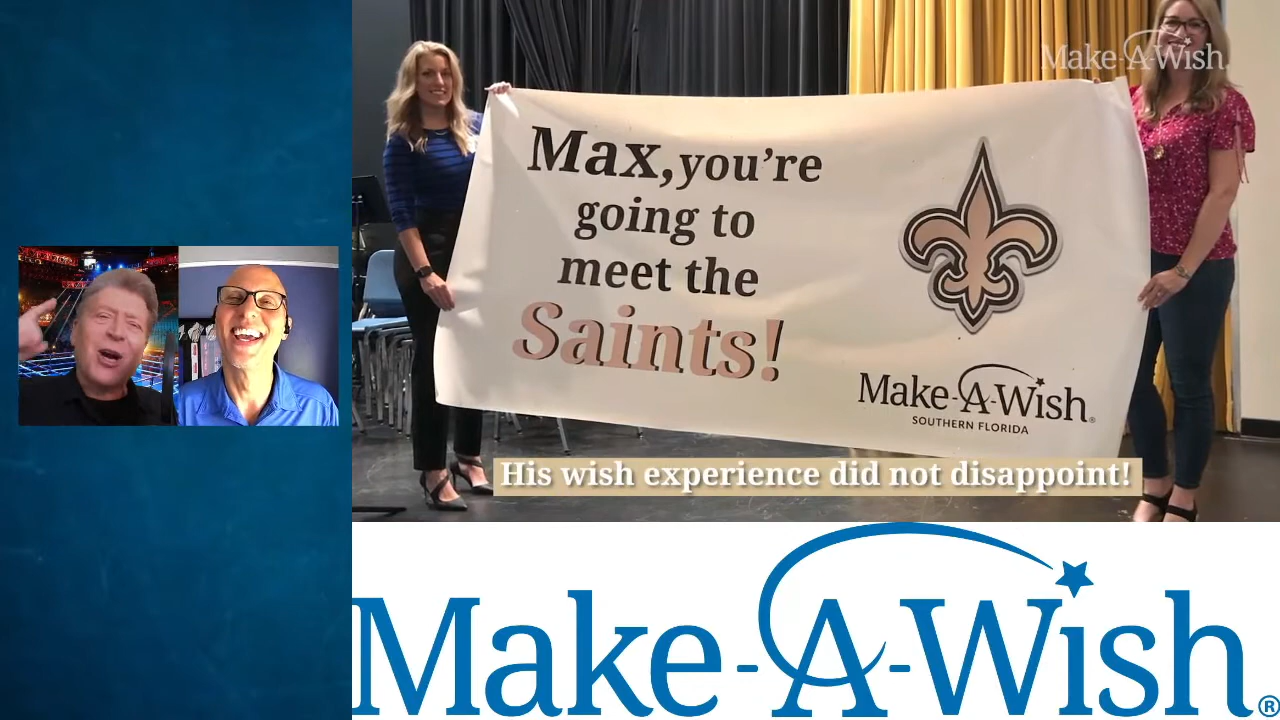 Make-A-Wish.
Max, you're
going to
meet the
Saints!
Make-A-Wish®
SOUTHERN FLORIDA
His wish experience did not disappoint!
Make-A-Wish®